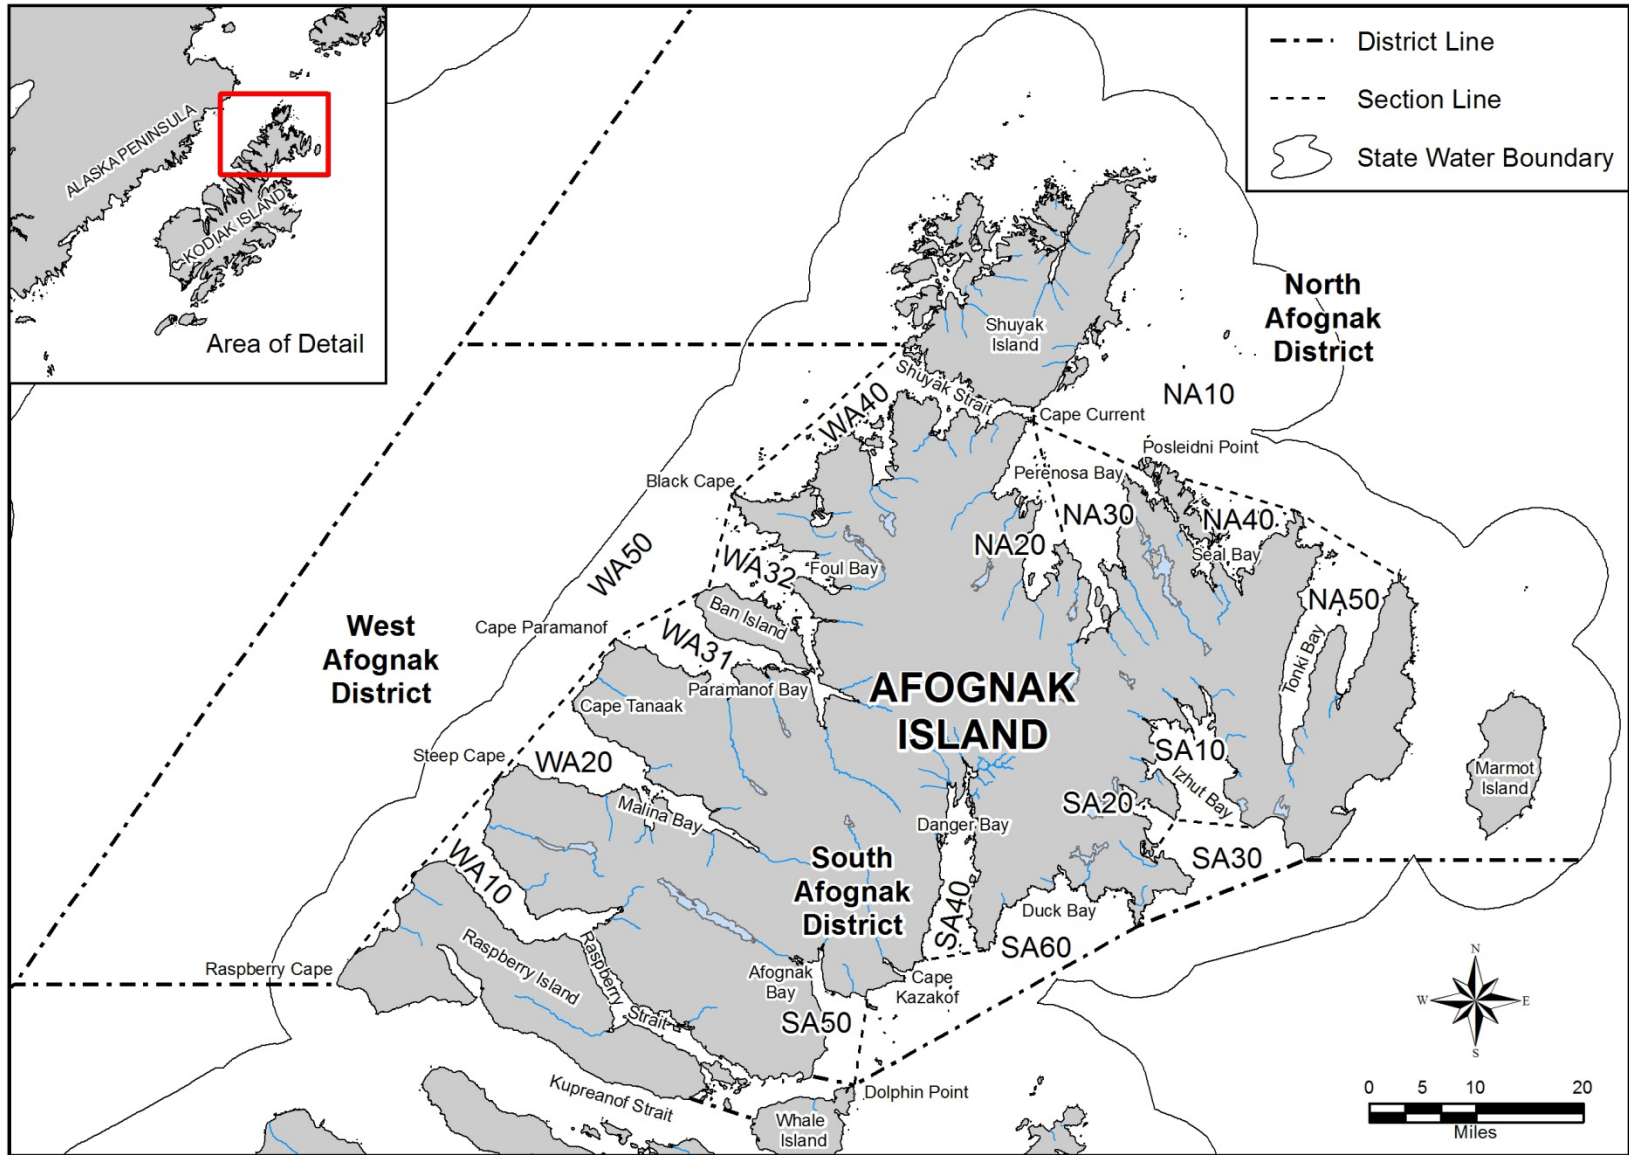 ALASKA PENINSULA
KODIAK ISLAND
Area of Detail
District Line
Section Line
State Water Boundary
North
Afognak
District
Shuyak
Island
Shuyak Strait
WA40
Cape Current
NA10
Posleidni Point
Perenosa Bay
Black Cape
NA30
NA40
NA20
Seal Bay
WA50
WA32
Foul Bay
NA50
Ban Island
West
Afognak
District
Cape Paramanof
WA31
Tonki Bay
Paramanof Bay
AFOGNAK
ISLAND
Cape Tanaak
Steep Cape
WA20
SA10
Izhut Bay
Marmot
Island
Malina Bay
SA20
Danger Bay
WA10
South
Afognak
District
SA30
SA40
Duck Bay
SA60
Raspberry Cape
Raspberry Island
Raspberry
Strait
Afognak
Bay
Cape
Kazakof
SA50
N
W
E
S
Kupreanof Strait
Dolphin Point
Whale
Island
0 5 10 20
Miles